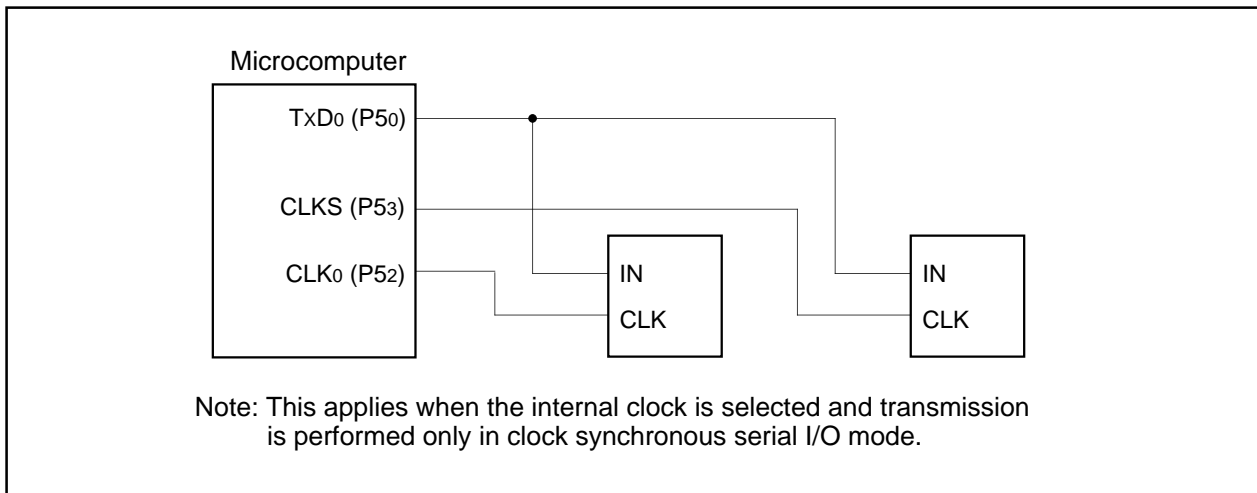 Microcomputer
TxD0 (P50)
CLKS (P53)
CLK0 (P52)
IN
CLK
IN
CLK
Note: This applies when the internal clock is selected and transmission
is performed only in clock synchronous serial I/O mode.